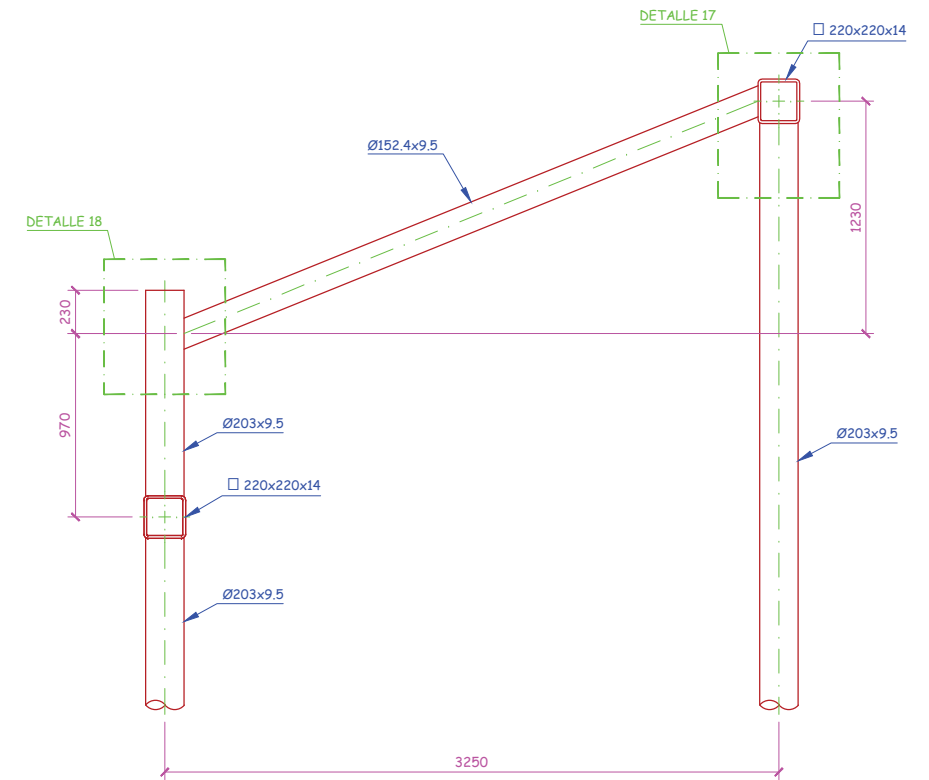 DETALLE 17
□ 220x220x14
Ø152.4x9.5
1230
DETALLE 18
230
970
Ø203x9.5
Ø203x9.5
□ 220x220x14
Ø203x9.5
3250